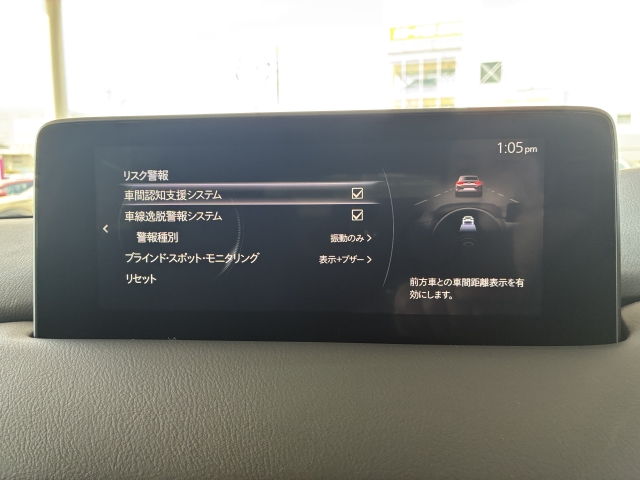 1:05 pm
リスク警報
車間認知支援システム
車線逸脱警報システム
警報種別 振動のみ
ブラインド・スポット・モニタリング 表示+ブザー
リセット
前方車との車間距離表示を有
効にします。